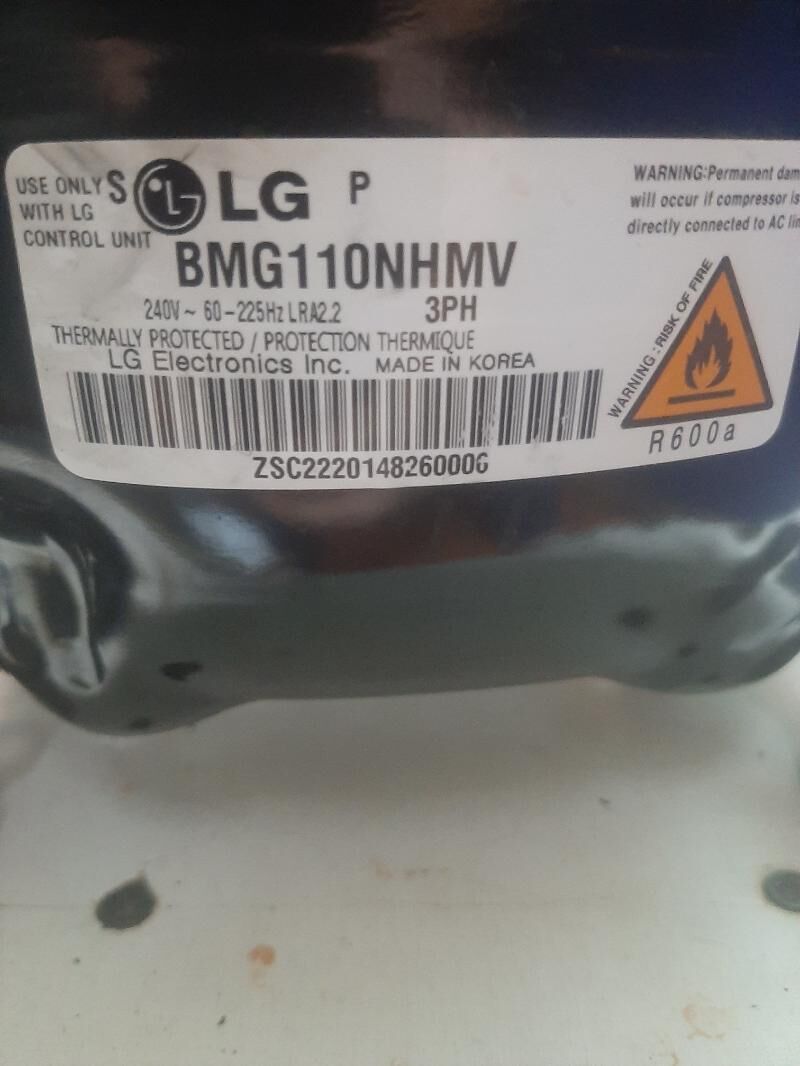 USE ONLY S LG P
WITH LG
CONTROL UNIT
BMG110NHMV
240V ~ 60-225Hz LRA2.2 3PH
THERMALLY PROTECTED / PROTECTION THERMIQUE
LG Electronics Inc. MADE IN KOREA
ZSC2220148260006
WARNING:Permanent dam
will occur if compressor is
directly connected to AC lin
WARNING : RISK OF FIRE
R600a